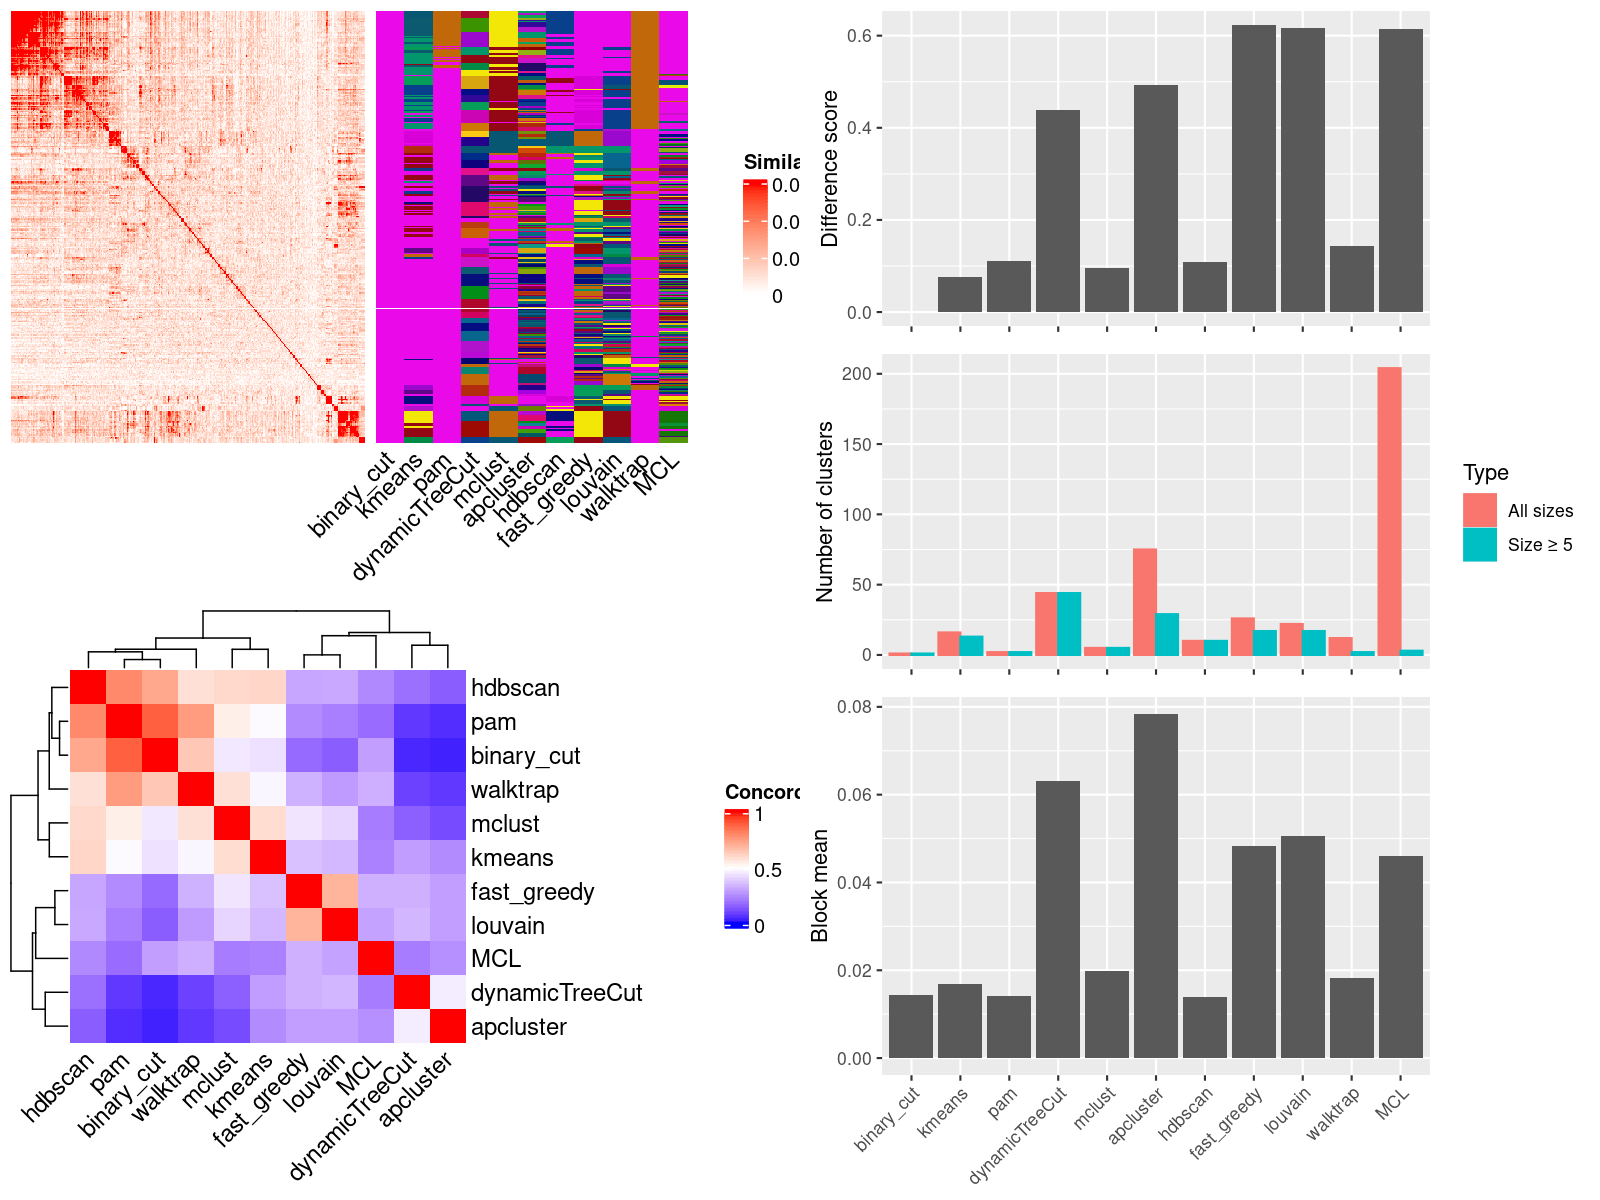 binary_cut
kmeans
pam
dynamicTreeCut
mclust
apcluster
hdbscan
fast_greedy
louvain
walktrap
MCL
Simila
0.0
0.0
0.0
0
hdbscan
pam
binary_cut
walktrap
mclust
kmeans
fast_greedy
louvain
MCL
dynamicTreeCut
apcluster
hdbscan
pam
binary_cut
walktrap
mclust
kmeans
fast_greedy
louvain
MCL
dynamicTreeCut
apcluster
Concord
1
0.5
0
Difference score
0.6
0.4
0.2
0.0
Number of clusters
200
150
100
50
0
Type
All sizes
Size ≥ 5
Block mean
0.08
0.06
0.04
0.02
0.00
binary_cut
kmeans
pam
dynamicTreeCut
mclust
apcluster
hdbscan
fast_greedy
louvain
walktrap
MCL